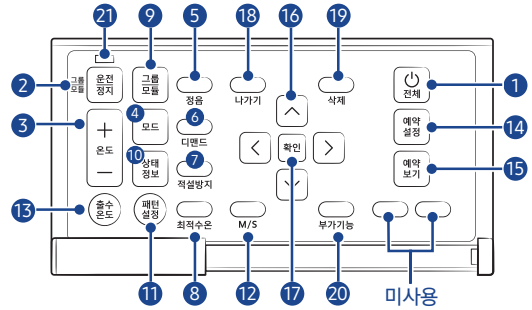 21 9 5 18 16 19
2 그룹 모듈 운전 정지 그룹 모듈 정음 나가기 삭제 전체 1
3 + 온도 − 4 모드 6 디맨드 확인 예약 설정 14
10 상태 정보 7 적설방지 예약 보기 15
13 출수 온도 패턴 설정 최적수온 M/S 부가기능
11 8 12 17 20 미사용